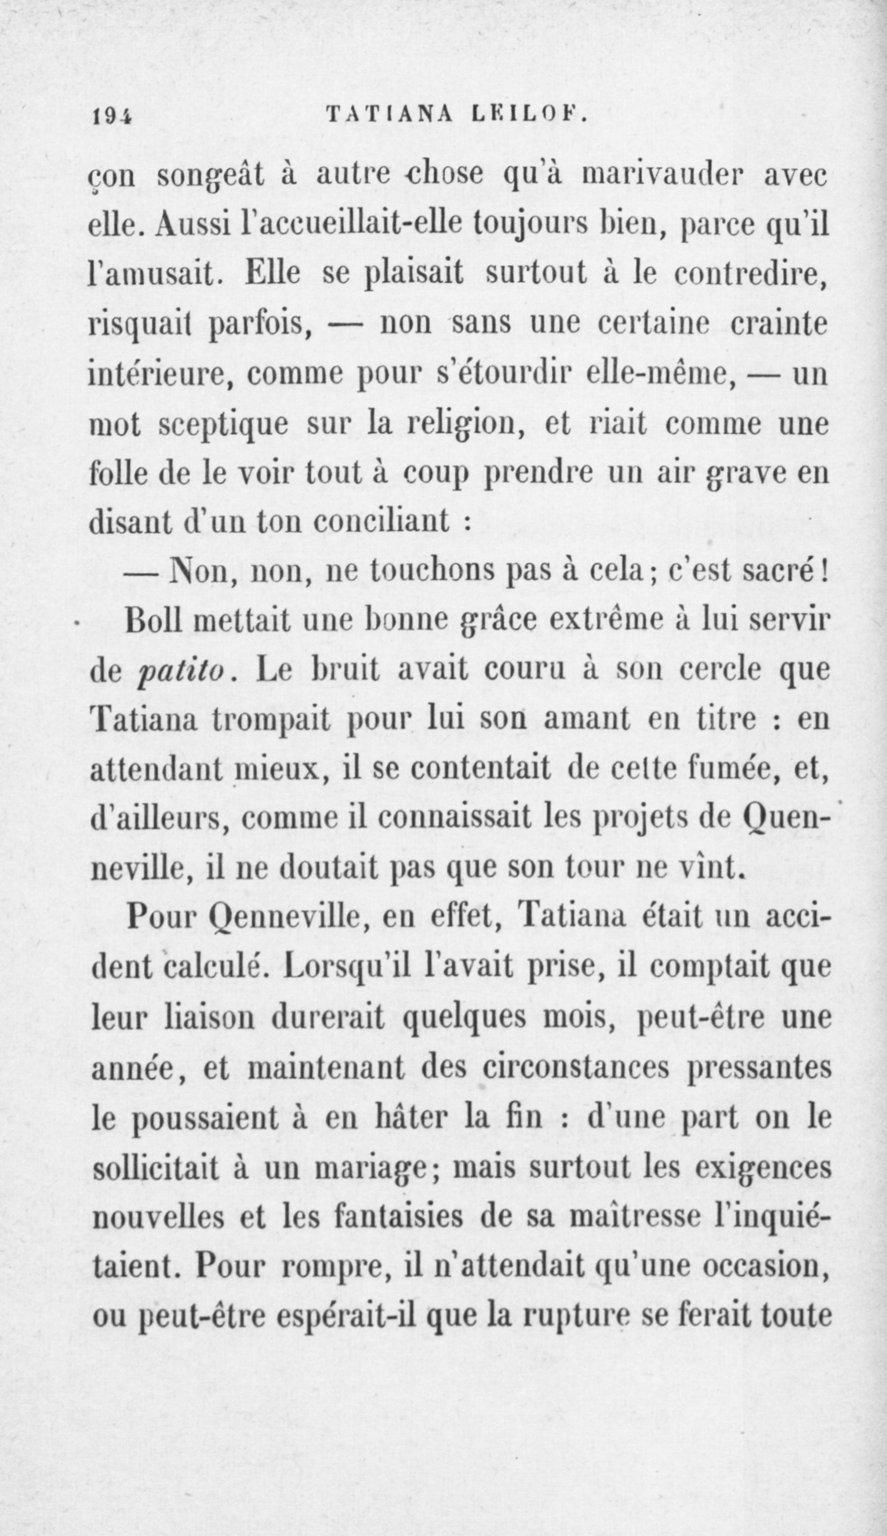 194 TATIANA LEILOF.
çon songeât à autre chose qu'à marivauder avec
elle. Aussi l'accueillait-elle toujours bien, parce qu'il
l'amusait. Elle se plaisait surtout à le contredire,
risquait parfois, — non sans une certaine crainte
intérieure, comme pour s'étourdir elle-même, — un
mot sceptique sur la religion, et riait comme une
folle de le voir tout à coup prendre un air grave en
disant d'un ton conciliant :
— Non, non, ne touchons pas à cela; c'est sacré!
Boll mettait une bonne grâce extrême à lui servir
de patito. Le bruit avait couru à son cercle que
Tatiana trompait pour lui son amant en titre : en
attendant mieux, il se contentait de cette fumée, et,
d'ailleurs, comme il connaissait les projets de Quen-
neville, il ne doutait pas que son tour ne vînt.
Pour Qenneville, en effet, Tatiana était un acci-
dent calculé. Lorsqu'il l'avait prise, il comptait que
leur liaison durerait quelques mois, peut-être une
année, et maintenant des circonstances pressantes
le poussaient à en hâter la fin : d'une part on le
sollicitait à un mariage; mais surtout les exigences
nouvelles et les fantaisies de sa maîtresse l'inquié-
taient. Pour rompre, il n'attendait qu'une occasion,
ou peut-être espérait-il que la rupture se ferait toute